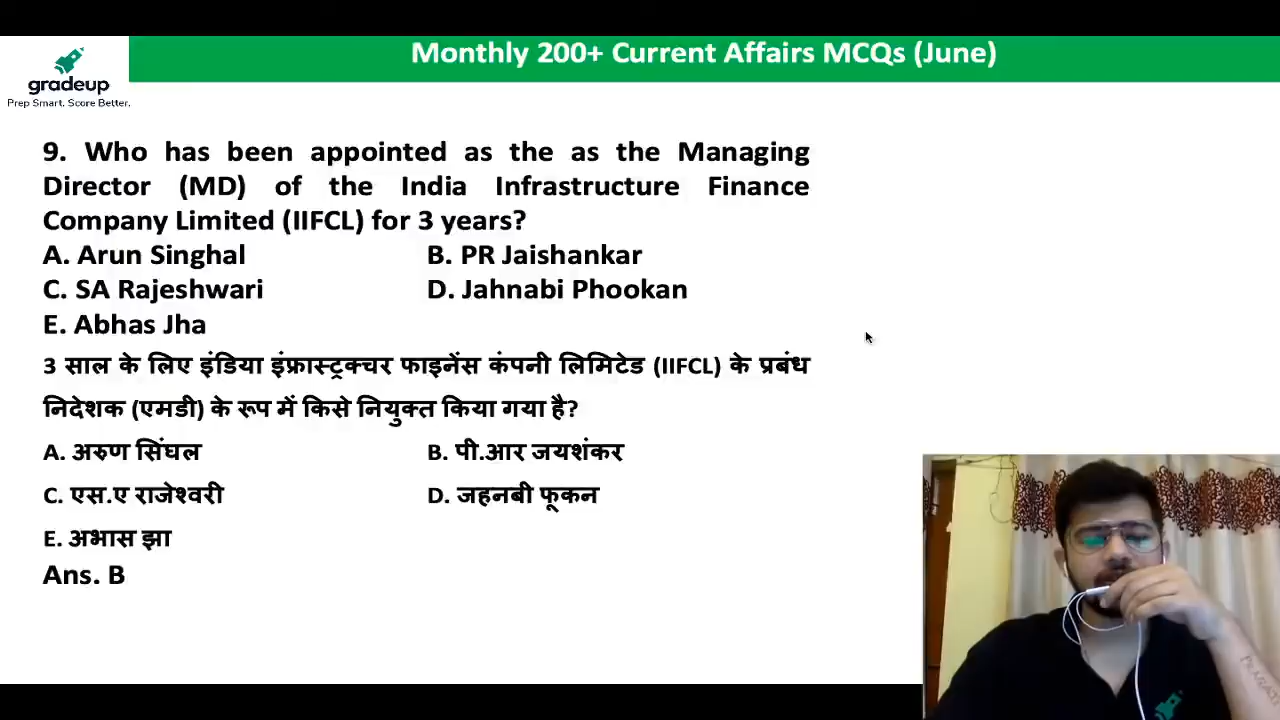 Monthly 200+ Current Affairs MCQs (June)
gradeup
Prep Smart. Score Better.
9. Who has been appointed as the as the Managing
Director (MD) of the India Infrastructure Finance
Company Limited (IIFCL) for 3 years?
A. Arun Singhal B. PR Jaishankar
C. SA Rajeshwari D. Jahnabi Phookan
E. Abhas Jha
3 साल के लिए इंडिया इंफ्रास्ट्रक्चर फाइनेंस कंपनी लिमिटेड (IIFCL) के प्रबंध
निदेशक (एमडी) के रूप में किसे नियुक्त किया गया है?
A. अरुण सिंघल B. पी.आर जयशंकर
C. एस.ए राजेश्वरी D. जहनबी फूकन
E. अभास झा
Ans. B